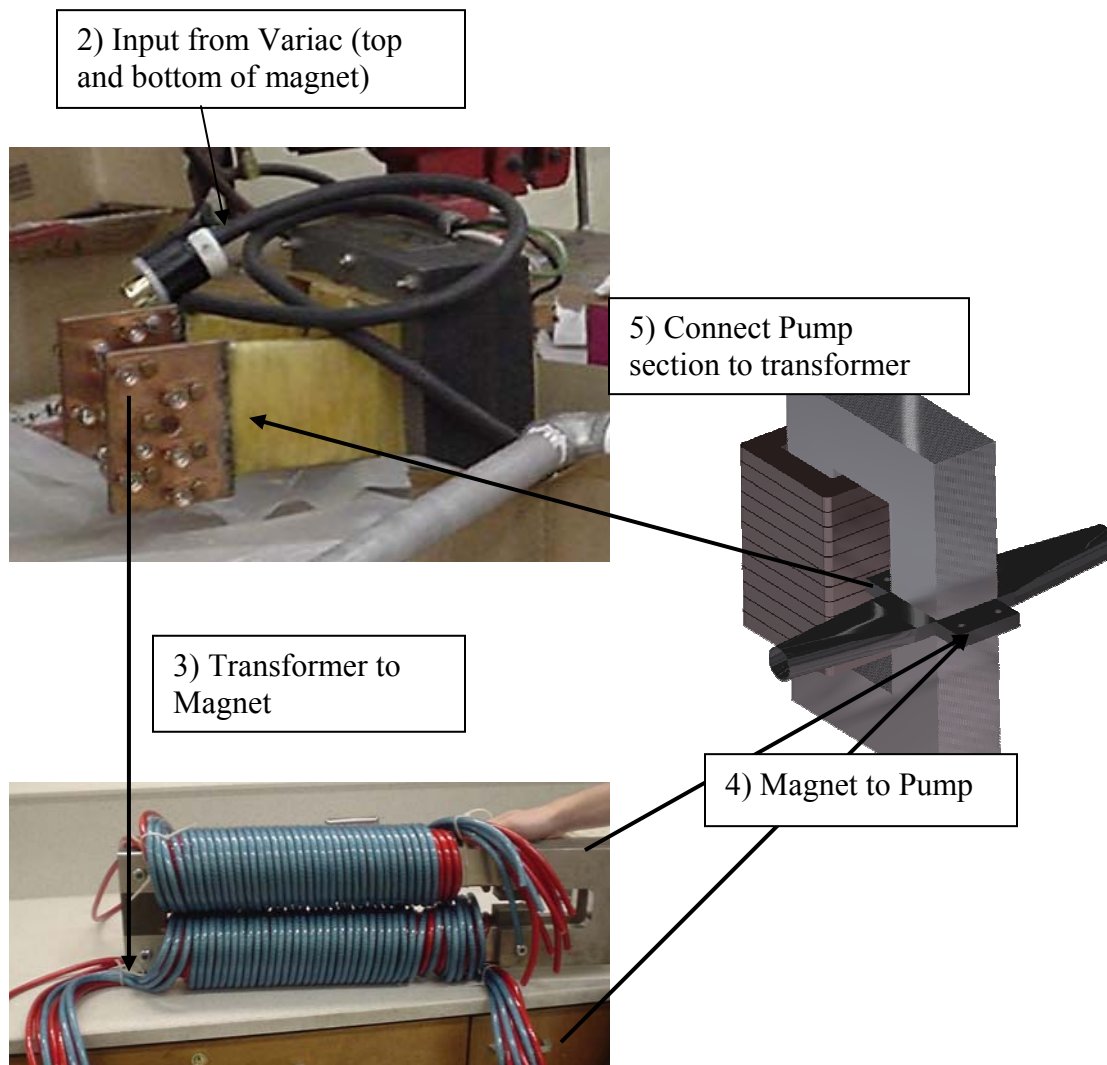 2) Input from Variac (top
and bottom of magnet)
5) Connect Pump
section to transformer
3) Transformer to
Magnet
4) Magnet to Pump